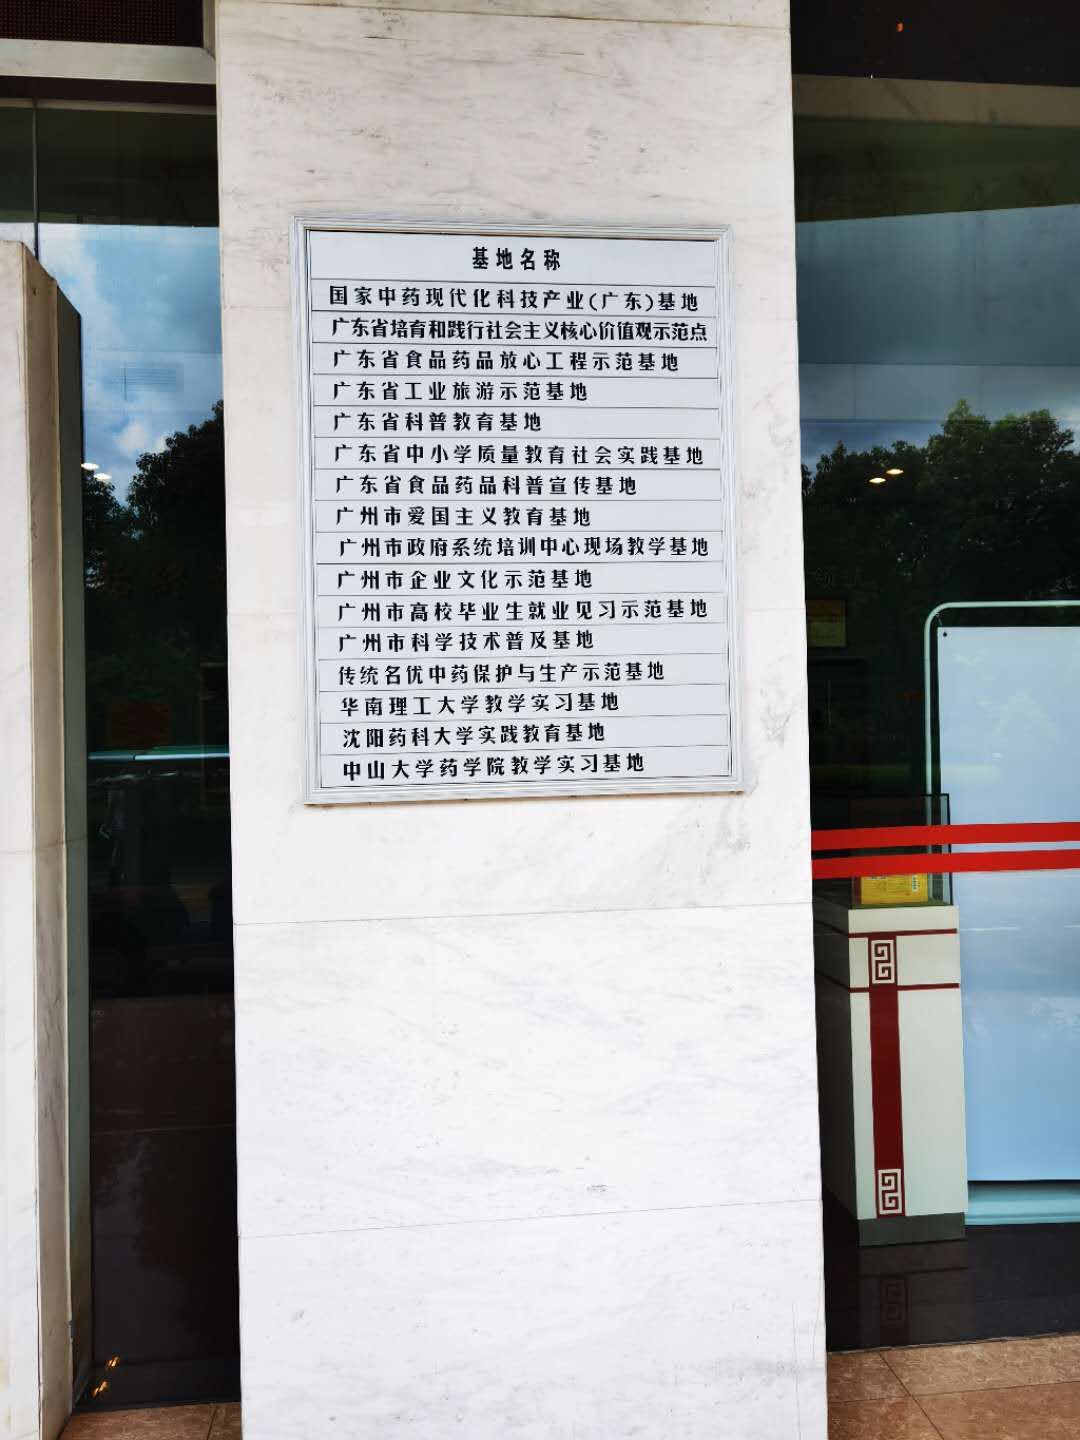 基地名称
国家中药现代化科技产业(广东)基地
广东省培育和践行社会主义核心价值观示范点
广东省食品药品放心工程示范基地
广东省工业旅游示范基地
广东省科普教育基地
广东省中小学质量教育社会实践基地
广东省食品药品科普宣传基地
广州市爱国主义教育基地
广州市政府系统培训中心现场教学基地
广州市企业文化示范基地
广州市高校毕业生就业见习示范基地
广州市科学技术普及基地
传统名优中药保护与生产示范基地
华南理工大学教学实习基地
沈阳药科大学实践教育基地
中山大学药学院教学实习基地